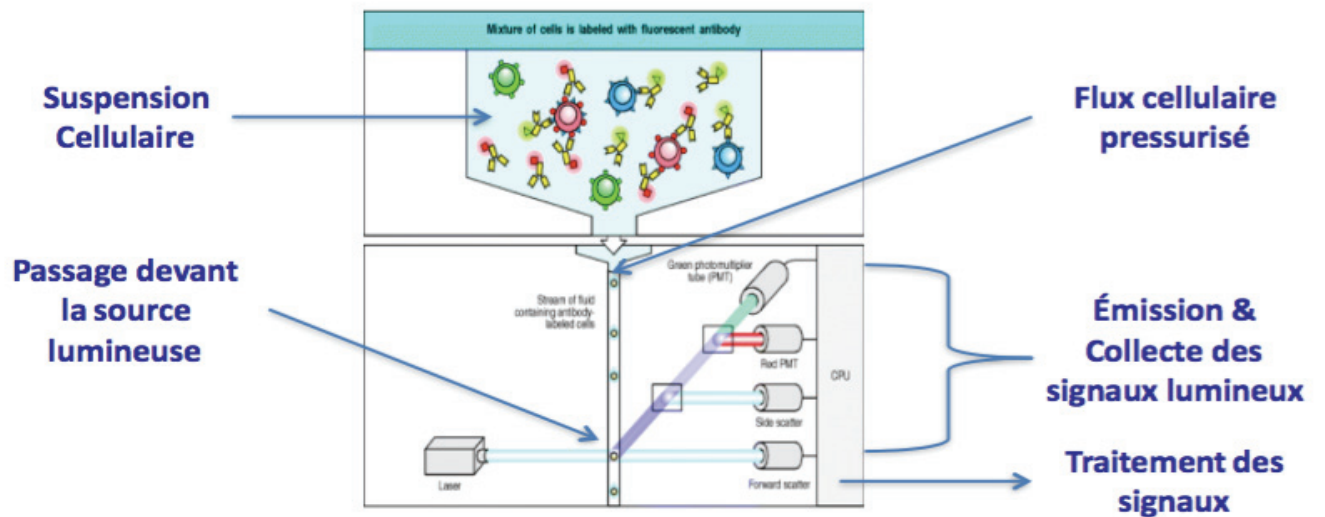 Mixture of cells is labeled with fluorescent antibody
Suspension
Cellulaire
Flux cellulaire
pressurisé
Passage devant
la source
lumineuse
Green photomultiplier
tube (PMT)
Stream of fluid
containing antibody-
labeled cells
Red PMT
CPU
Side scatter
Laser
Forward scatter
Émission &
Collecte des
signaux lumineux
Traitement des
signaux